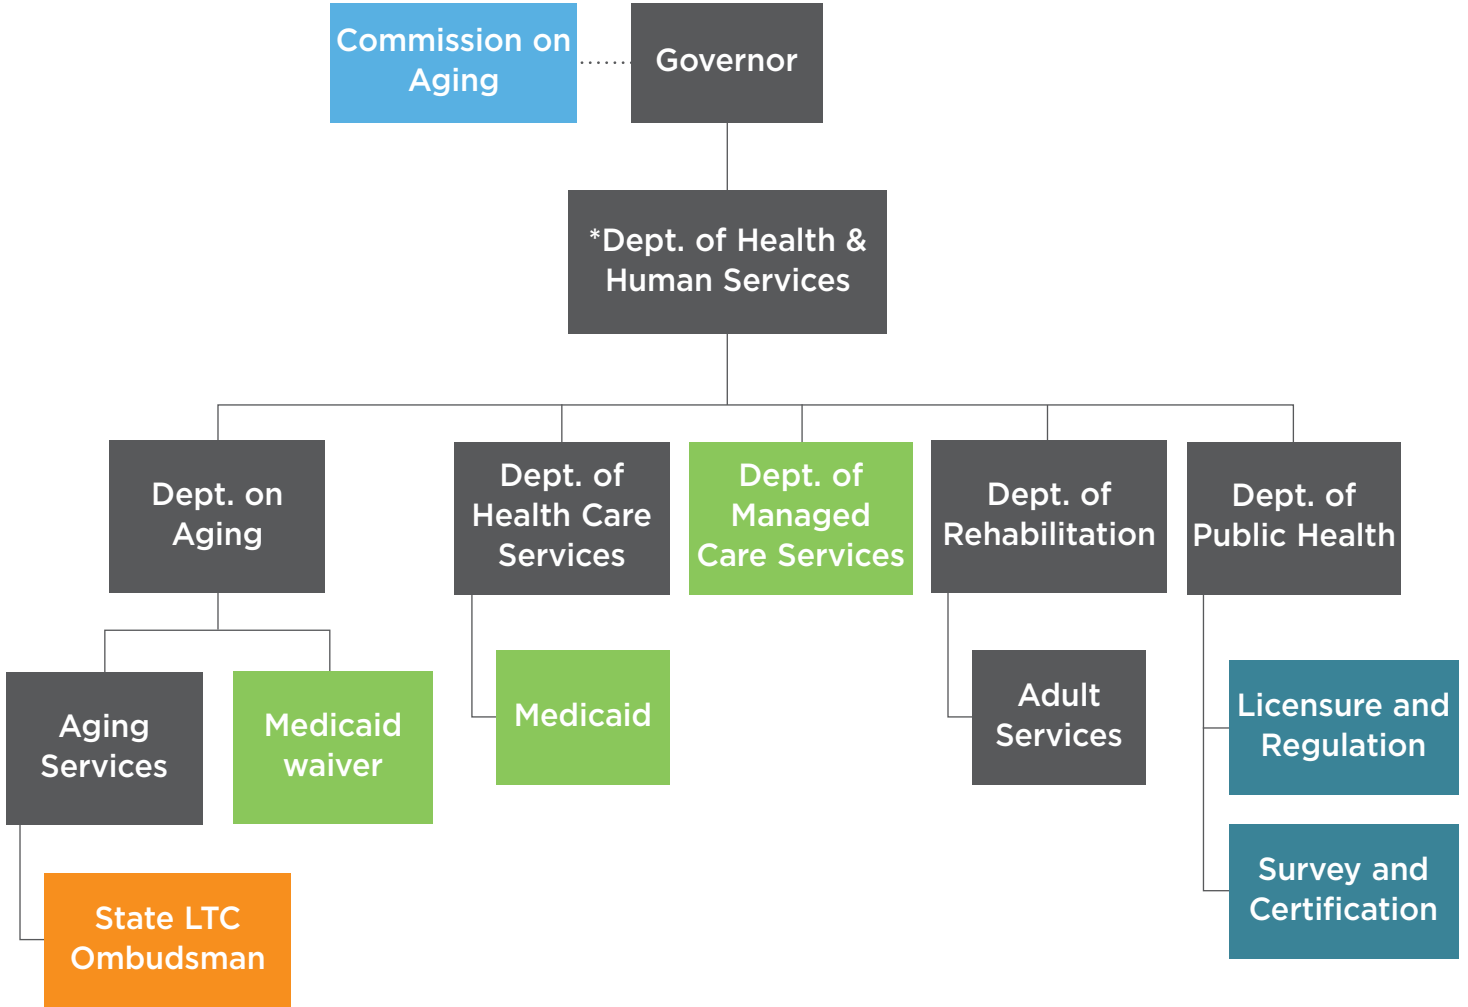 Commission on
Aging
Governor
*Dept. of Health &
Human Services
Dept. on
Aging
Dept. of
Health Care
Services
Dept. of
Managed
Care Services
Dept. of
Rehabilitation
Dept. of
Public Health
Aging
Services
Medicaid
waiver
Medicaid
Adult
Services
Licensure and
Regulation
State LTC
Ombudsman
Survey and
Certification